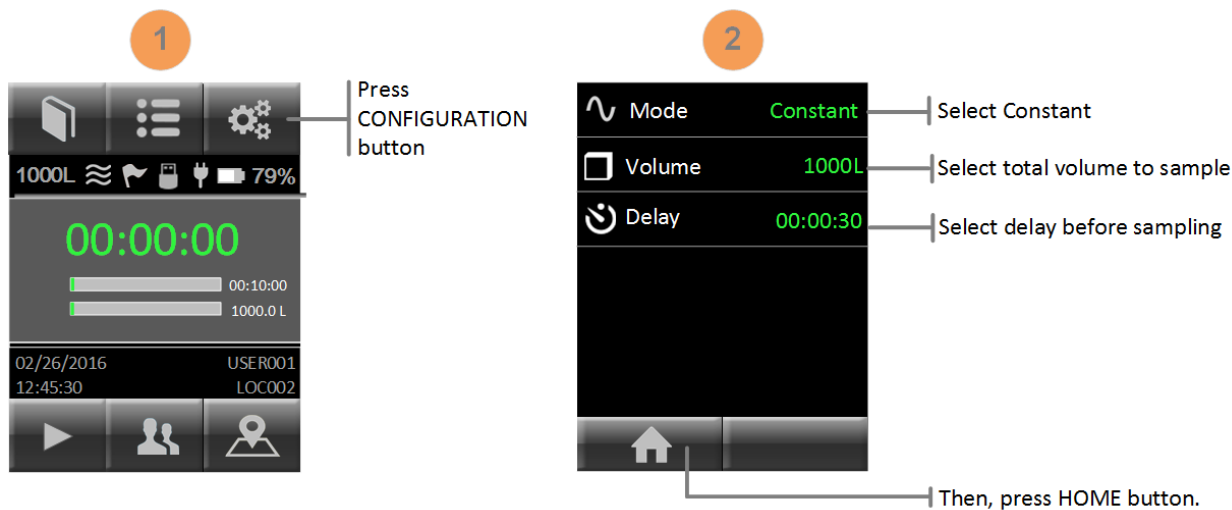 1
Press
CONFIGURATION
button
1000L 79%
00:00:00
00:10:00
1000.0 L
02/26/2016 USER001
12:45:30 LOC002
2
Mode Constant
Select Constant
Volume 1000L
Select total volume to sample
Delay 00:00:30
Select delay before sampling
Then, press HOME button.